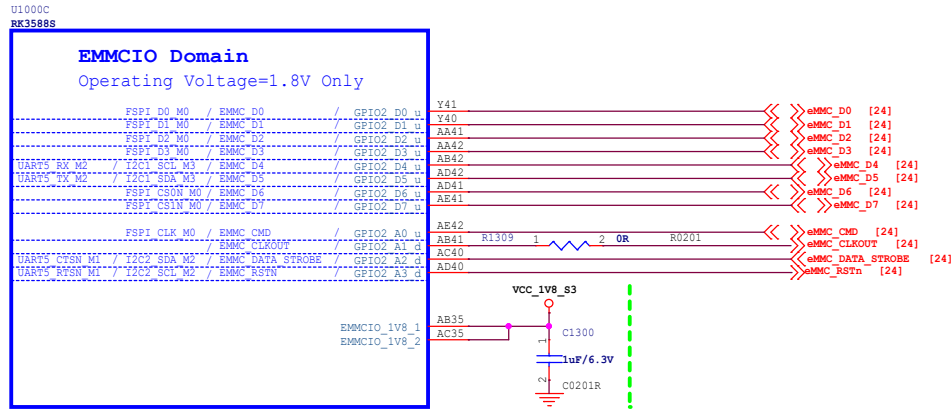 U1000C
RK3588S
EMMCIO Domain
Operating Voltage=1.8V Only
FSPI_D0_M0 / EMMC_D0 / GPIO2_D0_u Y41 eMMC_D0 [24]
FSPI_D1_M0 / EMMC_D1 / GPIO2_D1_u Y40 eMMC_D1 [24]
FSPI_D2_M0 / EMMC_D2 / GPIO2_D2_u AA41 eMMC_D2 [24]
FSPI_D3_M0 / EMMC_D3 / GPIO2_D3_u AA42 eMMC_D3 [24]
UART5_RX_M2 / I2C1_SCL_M3 / EMMC_D4 / GPIO2_D4_u AB42 eMMC_D4 [24]
UART5_TX_M2 / I2C1_SDA_M3 / EMMC_D5 / GPIO2_D5_u AD42 eMMC_D5 [24]
FSPI_CS0N_M0 / EMMC_D6 / GPIO2_D6_u AD41 eMMC_D6 [24]
FSPI_CS1N_M0 / EMMC_D7 / GPIO2_D7_u AE41 eMMC_D7 [24]
FSPI_CLK_M0 / EMMC_CMD / GPIO2_A0_u AE42 eMMC_CMD [24]
/ EMMC_CLKOUT / GPIO2_A1_d AB41 R1309 1 2 0R R0201 eMMC_CLKOUT [24]
UART5_CTSN_M1 / I2C2_SDA_M2 / EMMC_DATA_STROBE / GPIO2_A2_d AC40 eMMC_DATA_STROBE [24]
UART5_RTSN_M1 / I2C2_SCL_M2 / EMMC_RSTN / GPIO2_A3_d AD40 eMMC_RSTn [24]
VCC_1V8_S3
EMMCIO_1V8_1 AB35
EMMCIO_1V8_2 AC35
1 C1300
1uF/6.3V
2 C0201R